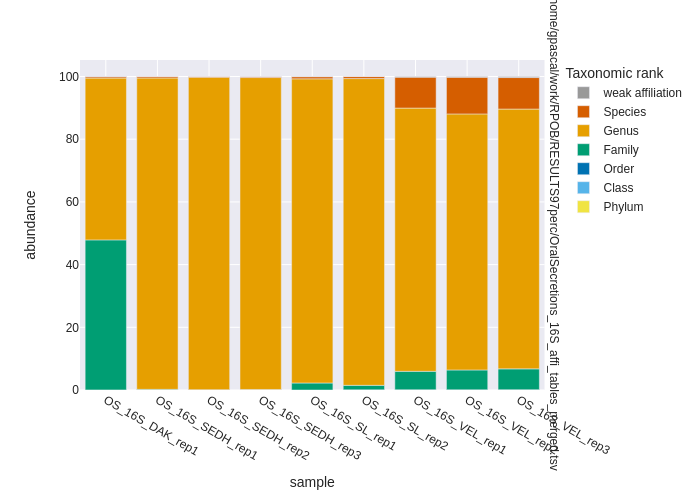 Taxonomic rank
weak affiliation
Species
Genus
Family
Order
Class
Phylum
abundance
100
80
60
40
20
0
OS_16S_DAK_rep1
OS_16S_SEDH_rep1
OS_16S_SEDH_rep2
OS_16S_SEDH_rep3
OS_16S_SL_rep1
OS_16S_SL_rep2
OS_16S_VEL_rep1
OS_16S_VEL_rep2
OS_16S_VEL_rep3
sample
home/gpascal/work/RPOB/RESULTS97perc/OralSecretions_16S_affi_tables_merged.tsv